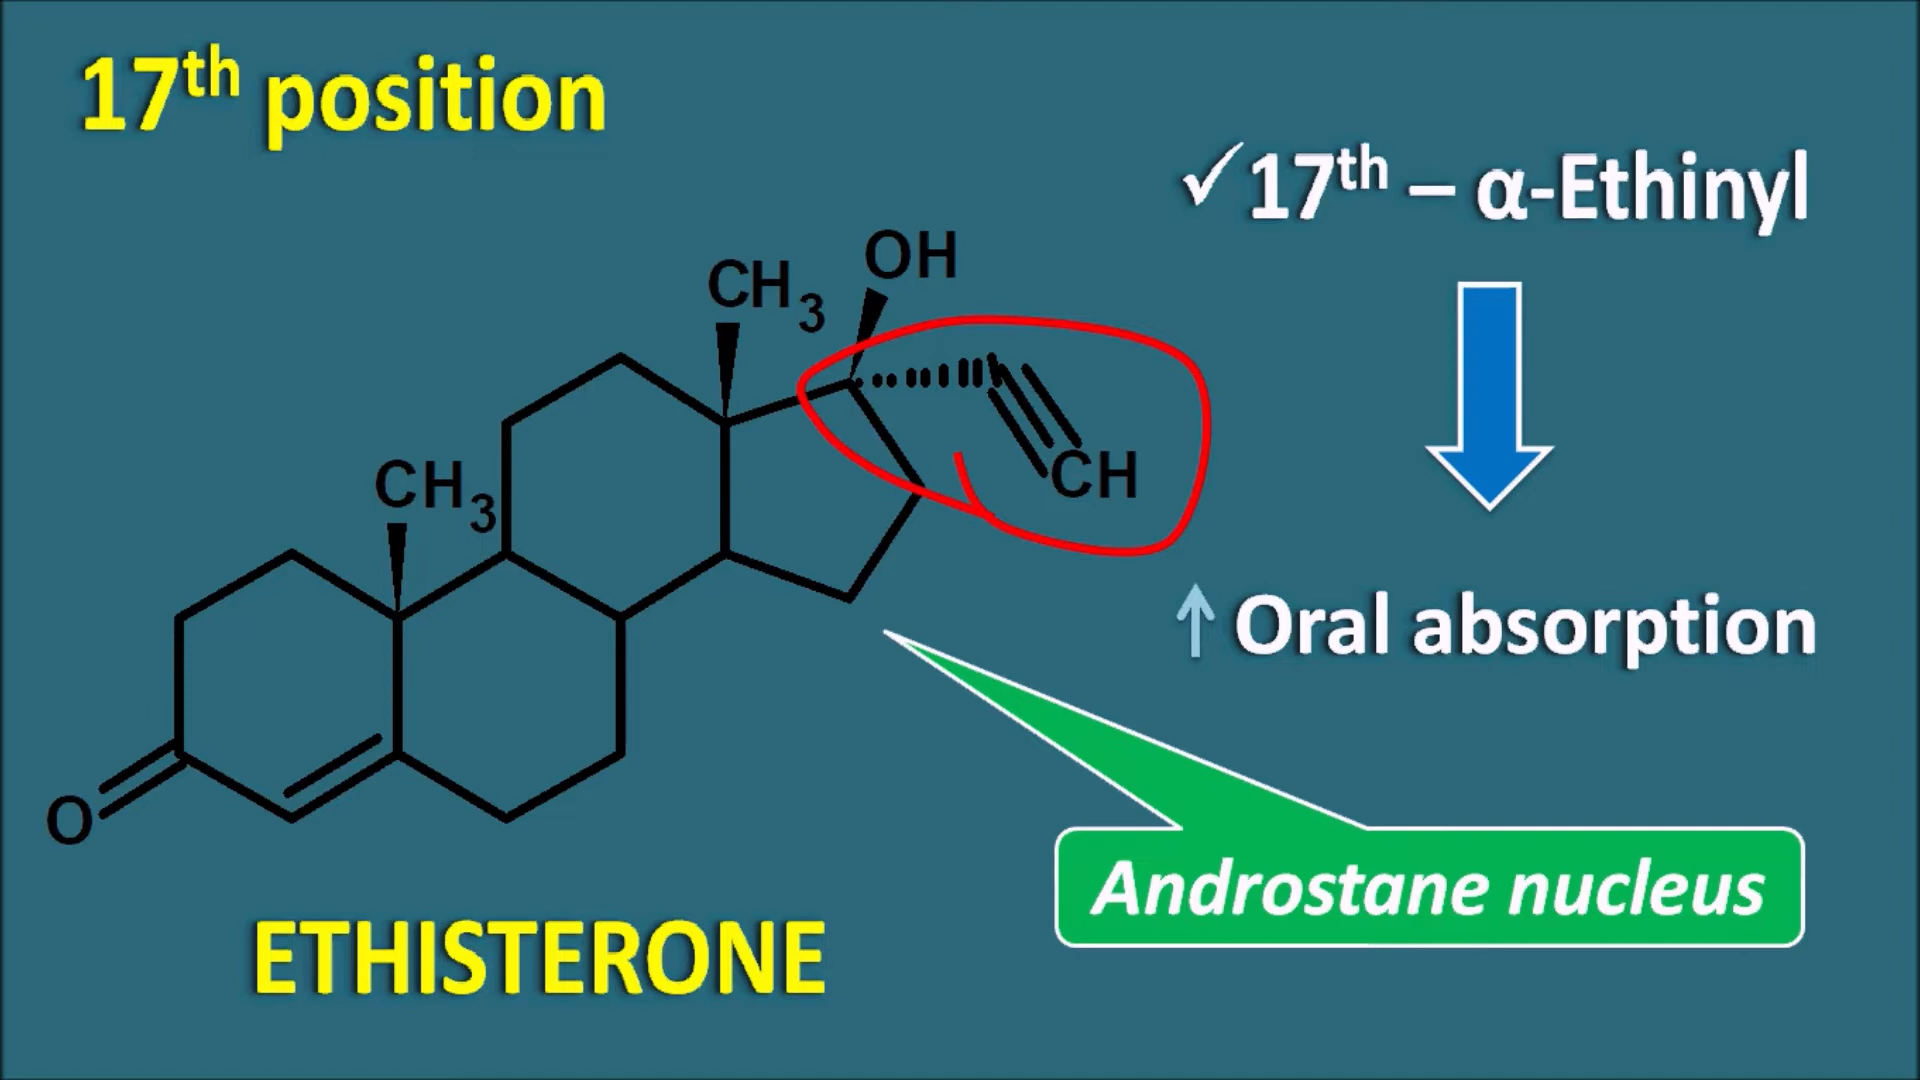 17th position
✓17th – α-Ethinyl
OH
CH3
CH
CH3
↑ Oral absorption
O
Androstane nucleus
ETHISTERONE